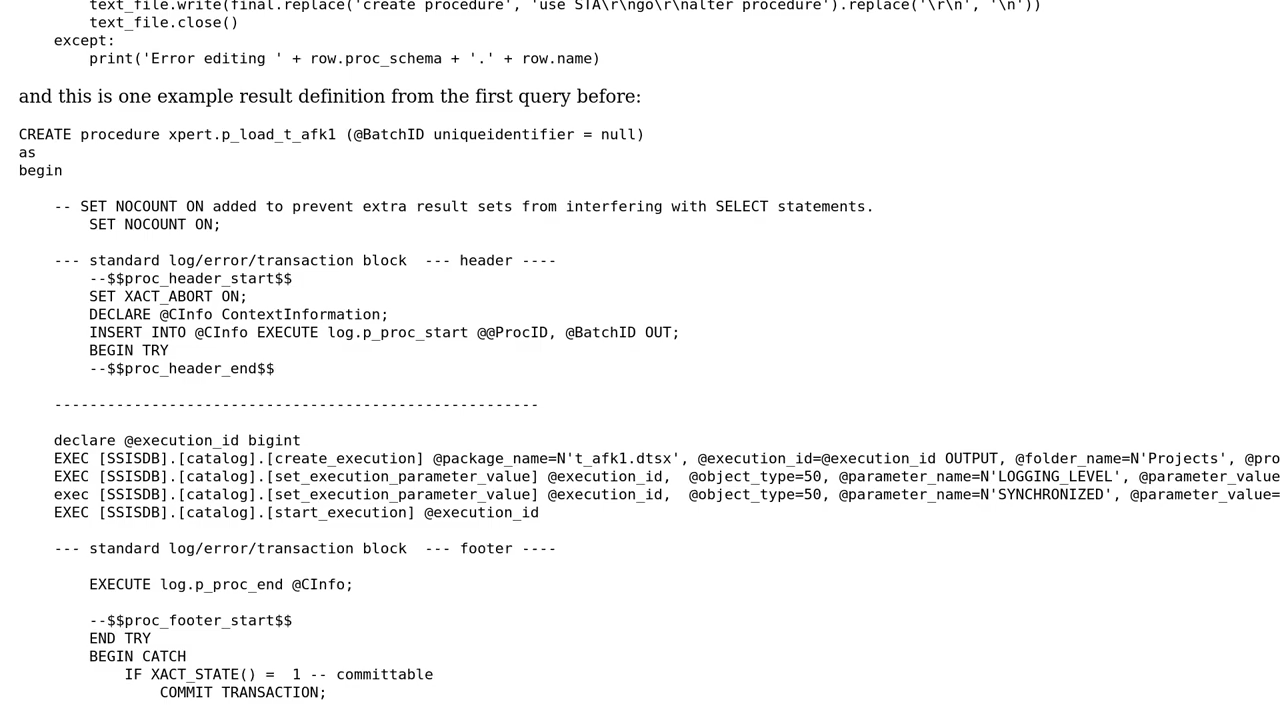 text_file.write(final.replace('create procedure', 'use STA\r\ngo\r\nalter procedure').replace('\r\n', '\n'))
text_file.close()
except:
print('Error editing ' + row.proc_schema + '.' + row.name)
and this is one example result definition from the first query before:
CREATE procedure xpert.p_load_t_afk1 (@BatchID uniqueidentifier = null)
as
begin
-- SET NOCOUNT ON added to prevent extra result sets from interfering with SELECT statements.
SET NOCOUNT ON;
--- standard log/error/transaction block  --- header ----
--$$proc_header_start$$
SET XACT_ABORT ON;
DECLARE @CInfo ContextInformation;
INSERT INTO @CInfo EXECUTE log.p_proc_start @@ProcID, @BatchID OUT;
BEGIN TRY
--$$proc_header_end$$
-------------------------------------------------------
declare @execution_id bigint
EXEC [SSISDB].[catalog].[create_execution] @package_name=N't_afk1.dtsx', @execution_id=@execution_id OUTPUT, @folder_name=N'Projects', @pro
EXEC [SSISDB].[catalog].[set_execution_parameter_value] @execution_id,  @object_type=50, @parameter_name=N'LOGGING_LEVEL', @parameter_value
exec [SSISDB].[catalog].[set_execution_parameter_value] @execution_id,  @object_type=50, @parameter_name=N'SYNCHRONIZED', @parameter_value=
EXEC [SSISDB].[catalog].[start_execution] @execution_id
--- standard log/error/transaction block  --- footer ----
EXECUTE log.p_proc_end @CInfo;
--$$proc_footer_start$$
END TRY
BEGIN CATCH
IF XACT_STATE() =  1 -- committable
COMMIT TRANSACTION;